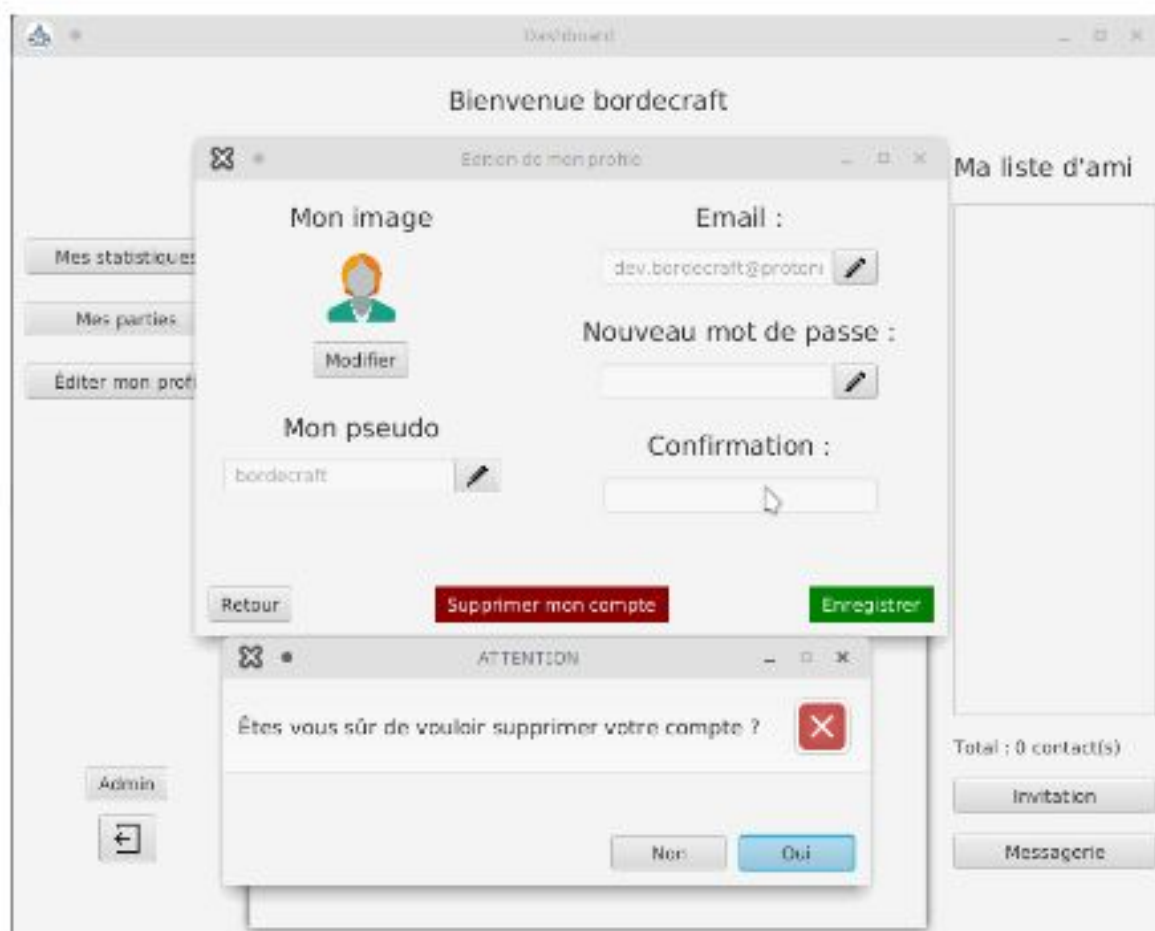 Dashboard
Bienvenue bordecraft
Edition de mon profile
Ma liste d'ami
Mon image
Email :
Mes statistiques
dev.bordecraft@protonm
Mes parties
Nouveau mot de passe :
Modifier
Éditer mon profi
Mon pseudo
Confirmation :
bordecraft
Retour
Supprimer mon compte
Enregistrer
ATTENTION
Êtes vous sûr de vouloir supprimer votre compte ?
Total : 0 contact(s)
Admin
Invitation
Non
Oui
Messagerie